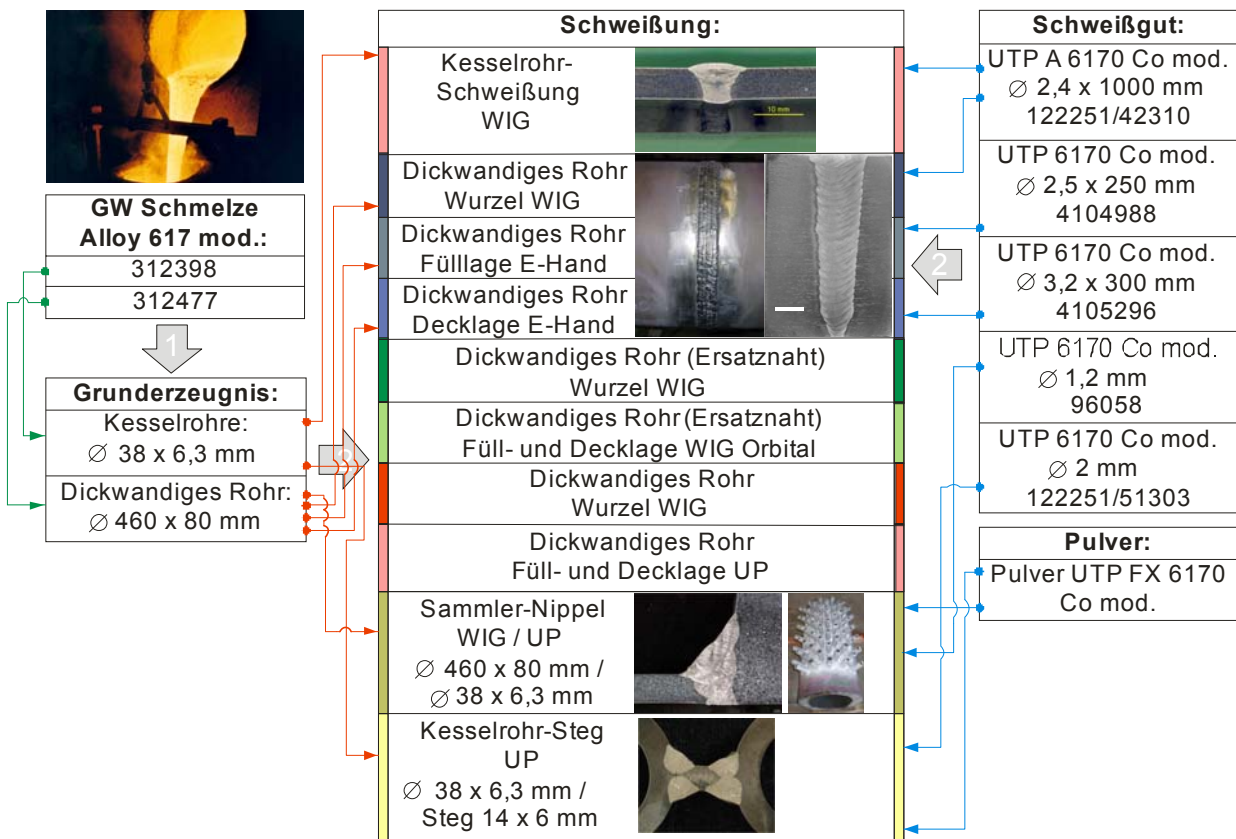 GW Schmelze
Alloy 617 mod.:
312398
312477
1
Grunderzeugnis:
Kesselrohre:
∅ 38 x 6,3 mm
Dickwandiges Rohr:
∅ 460 x 80 mm
Schweißung:
Kesselrohr-
Schweißung
WIG
10 mm
Dickwandiges Rohr
Wurzel WIG
Dickwandiges Rohr
Fülllage E-Hand
Dickwandiges Rohr
Decklage E-Hand
Dickwandiges Rohr (Ersatznaht)
Wurzel WIG
Dickwandiges Rohr (Ersatznaht)
Füll- und Decklage WIG Orbital
Dickwandiges Rohr
Wurzel WIG
Dickwandiges Rohr
Füll- und Decklage UP
Sammler-Nippel
WIG / UP
∅ 460 x 80 mm /
∅ 38 x 6,3 mm
Kesselrohr-Steg
UP
∅ 38 x 6,3 mm /
Steg 14 x 6 mm
2
3
Schweißgut:
UTP A 6170 Co mod.
∅ 2,4 x 1000 mm
122251/42310
UTP 6170 Co mod.
∅ 2,5 x 250 mm
4104988
UTP 6170 Co mod.
∅ 3,2 x 300 mm
4105296
UTP 6170 Co mod.
∅ 1,2 mm
96058
UTP 6170 Co mod.
∅ 2 mm
122251/51303
Pulver:
Pulver UTP FX 6170
Co mod.